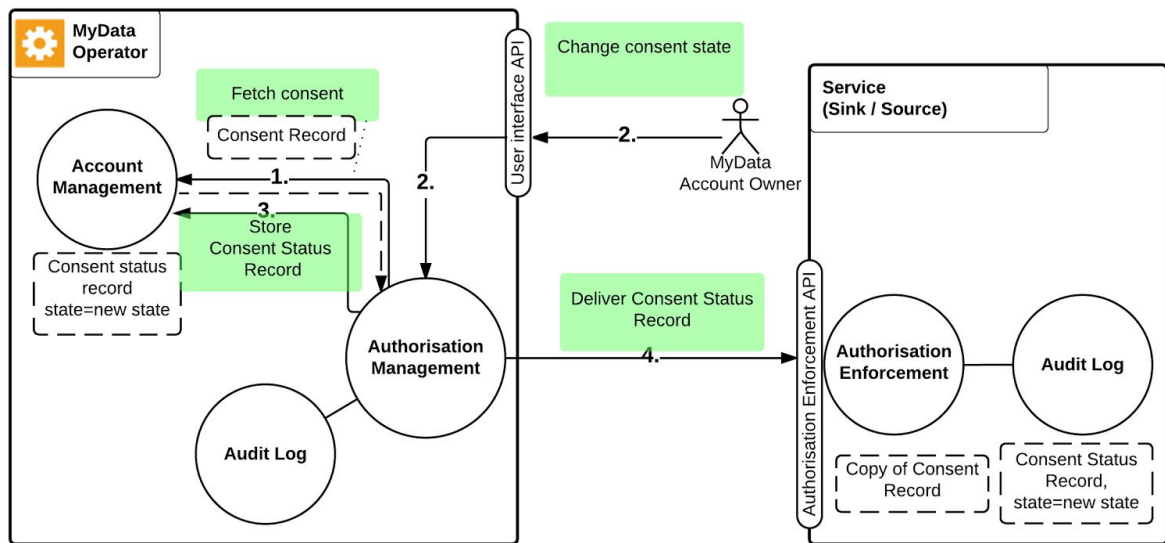 MyData
Operator
Fetch consent
Consent Record
Account
Management
1.
2.
3.
Store
Consent Status
Record
Consent status
record
state=new state
Authorisation
Management
Audit Log
User interface API
Change consent state
2.
MyData
Account Owner
Deliver Consent Status
Record
4.
Service
(Sink / Source)
Authorisation Enforcement API
Authorisation
Enforcement
Audit Log
Copy of Consent
Record
Consent Status
Record,
state=new state